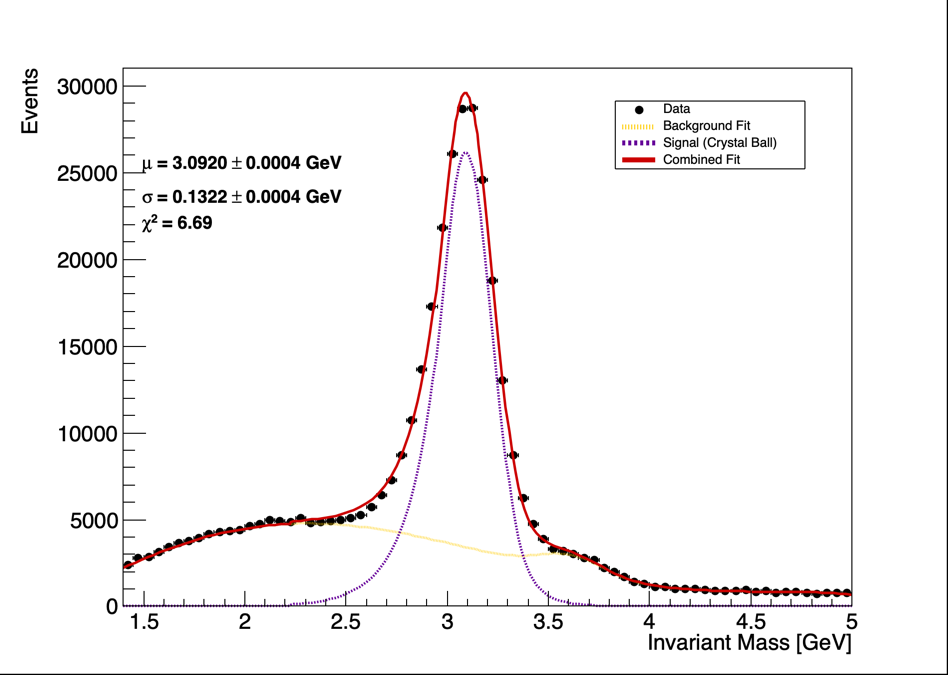 Events
30000
25000
20000
15000
10000
5000
0
μ = 3.0920 ± 0.0004 GeV
σ = 0.1322 ± 0.0004 GeV
χ² = 6.69
Data
Background Fit
Signal (Crystal Ball)
Combined Fit
1.5 2 2.5 3 3.5 4 4.5 5
Invariant Mass [GeV]